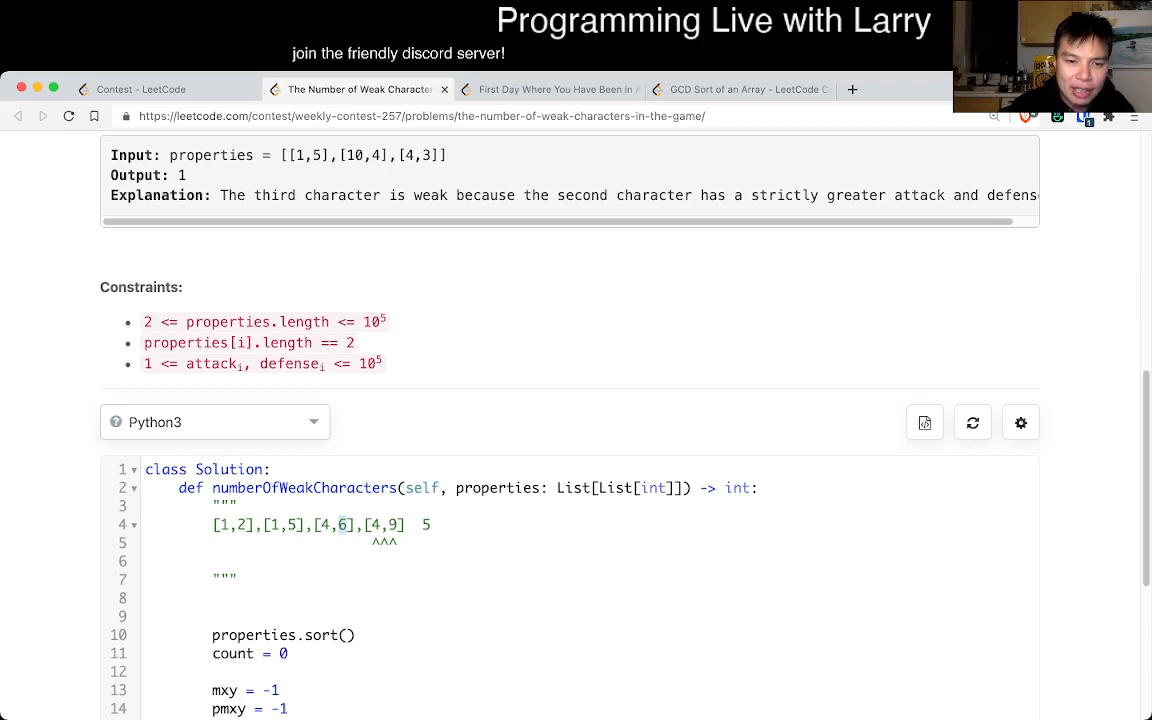 Programming Live with Larry
join the friendly discord server!
Contest - LeetCode
The Number of Weak Character
First Day Where You Have Been in A
GCD Sort of an Array - LeetCode C
https://leetcode.com/contest/weekly-contest-257/problems/the-number-of-weak-characters-in-the-game/
Input: properties = [[1,5],[10,4],[4,3]]
Output: 1
Explanation: The third character is weak because the second character has a strictly greater attack and defens
Constraints:
2 <= properties.length <= 10⁵
properties[i].length == 2
1 <= attackᵢ, defenseᵢ <= 10⁵
Python3
1 class Solution:
2 def numberOfWeakCharacters(self, properties: List[List[int]]) -> int:
3 """
4 [1,2],[1,5],[4,6],[4,9] 5
5 ^^^
6
7 """
8
9
10 properties.sort()
11 count = 0
12
13 mxy = -1
14 pmxy = -1